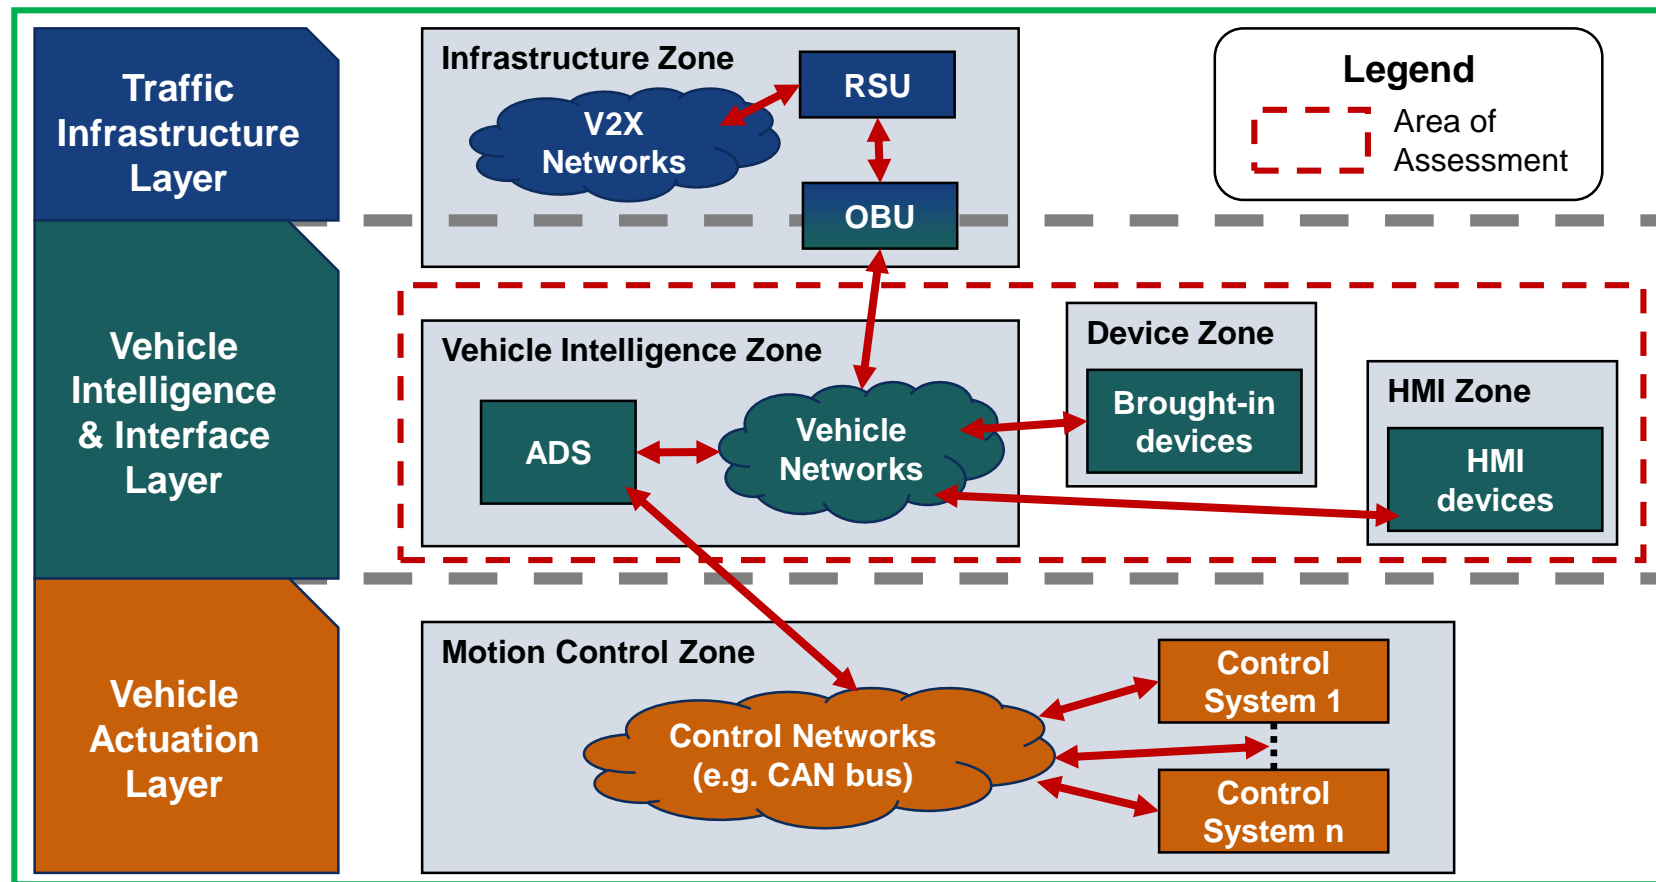 Traffic
Infrastructure
Layer
Infrastructure Zone
V2X
Networks
RSU
OBU
Legend
Area of
Assessment
Vehicle
Intelligence
& Interface
Layer
Vehicle Intelligence Zone
ADS
Vehicle
Networks
Device Zone
Brought-in
devices
HMI Zone
HMI
devices
Vehicle
Actuation
Layer
Motion Control Zone
Control Networks
(e.g. CAN bus)
Control
System 1
Control
System n